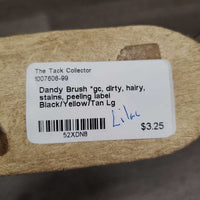 The Tack Collector
1007606-99
Dandy Brush *gc, dirty, hairy,
stains, peeling label
Black/Yellow/Tan Lg
52XDN8
Lilac
$3.25